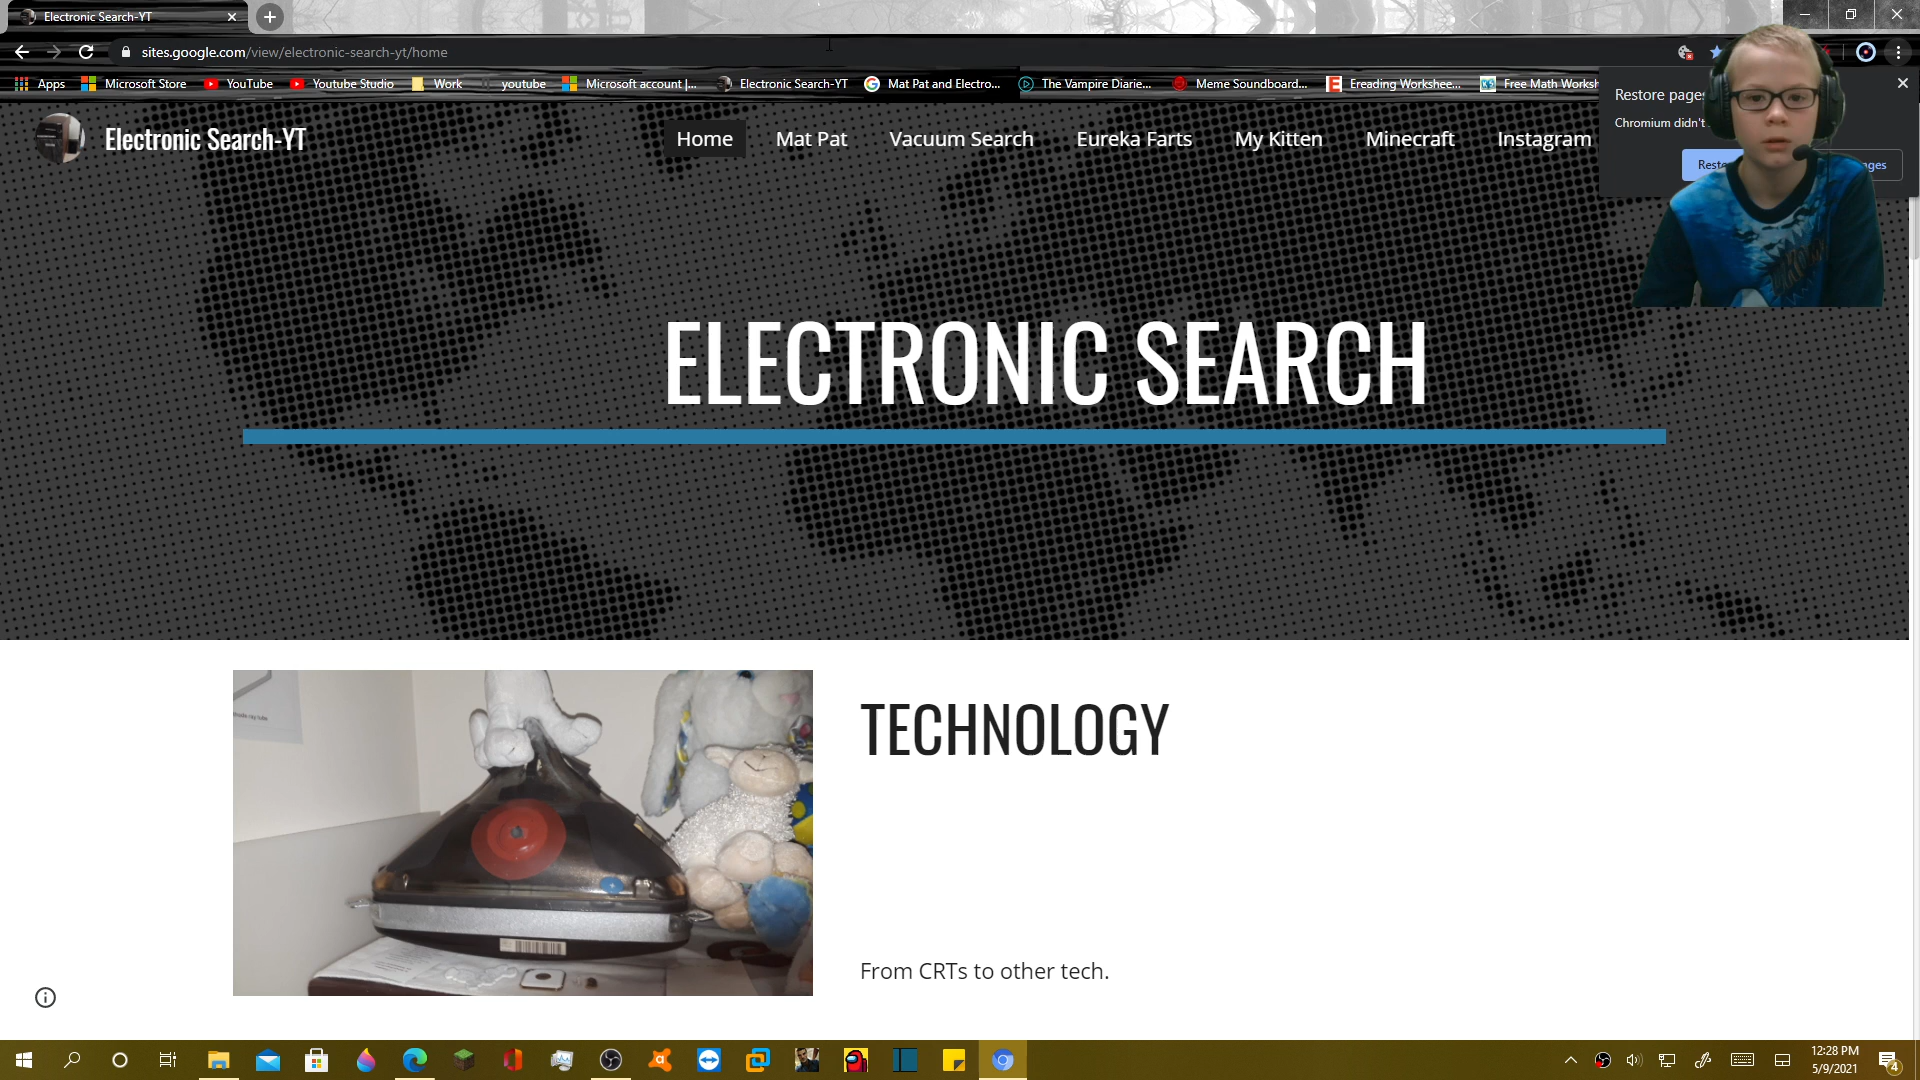 Electronic Search-YT
sites.google.com/view/electronic-search-yt/home
Apps
Microsoft Store
YouTube
Youtube Studio
Work
youtube
Microsoft account |...
Electronic Search-YT
Mat Pat and Electro...
The Vampire Diarie...
Meme Soundboard...
Ereading Workshee...
Free Math Worksh
Restore pages
Chromium didn't
Electronic Search-YT
Home
Mat Pat
Vacuum Search
Eureka Farts
My Kitten
Minecraft
Instagram
ELECTRONIC SEARCH
TECHNOLOGY
From CRTs to other tech.
12:28 PM
5/9/2021
4